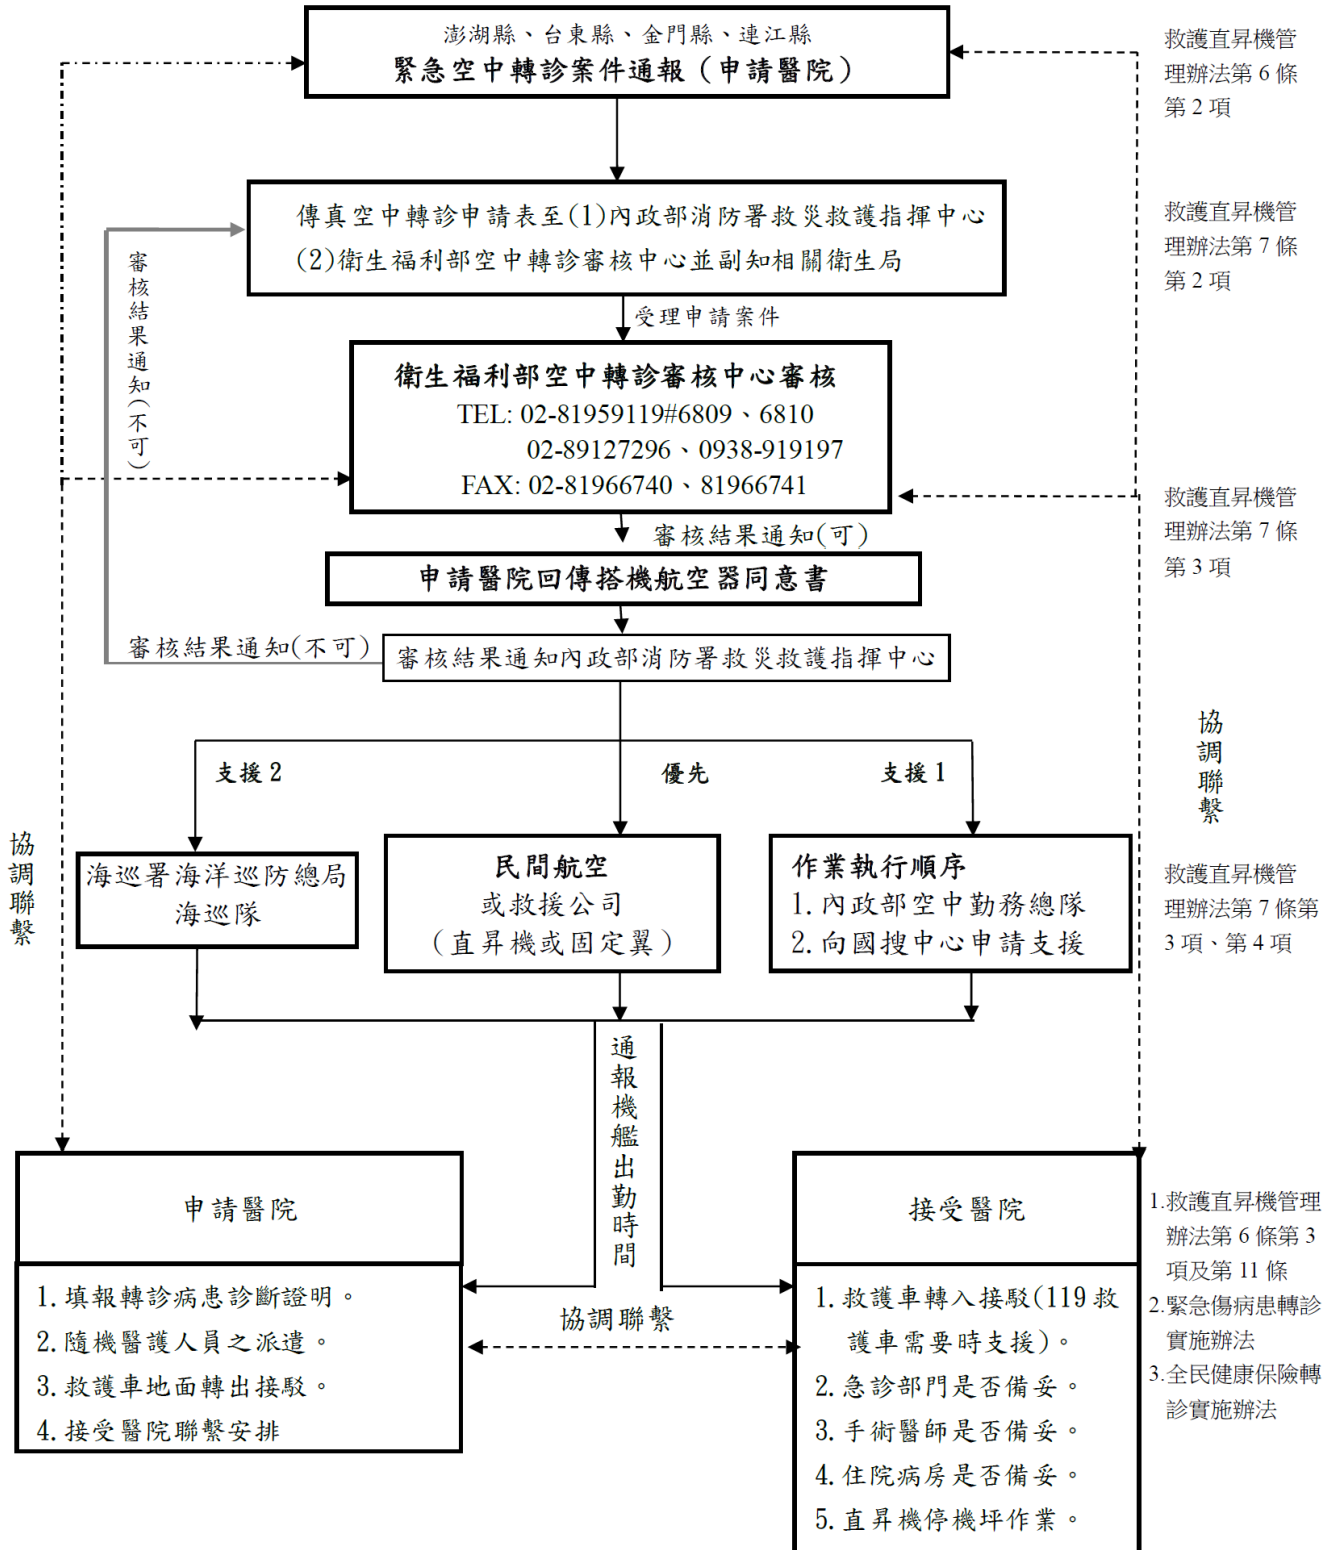 澎湖縣、台東縣、金門縣、連江縣
緊急空中轉診案件通報（申請醫院）
救護直昇機管
理辦法第 6 條
第 2 項
傳真空中轉診申請表至(1)內政部消防署救災救護指揮中心
(2)衛生福利部空中轉診審核中心並副知相關衛生局
救護直昇機管
理辦法第 7 條
第 2 項
審核結果通知(不可)
受理申請案件
衛生福利部空中轉診審核中心審核
TEL: 02-81959119#6809、6810
02-89127296、0938-919197
FAX: 02-81966740、81966741
救護直昇機管
理辦法第 7 條
第 3 項
審核結果通知(可)
申請醫院回傳搭機航空器同意書
審核結果通知(不可)
審核結果通知內政部消防署救災救護指揮中心
協調聯繫
支援 2
優先
支援 1
協調聯繫
海巡署海洋巡防總局
海巡隊
民間航空
或救援公司
（直昇機或固定翼）
作業執行順序
1. 內政部空中勤務總隊
2. 向國搜中心申請支援
救護直昇機管
理辦法第 7 條第
3 項、第 4 項
通報機艦出勤時間
申請醫院
1. 填報轉診病患診斷證明。
2. 隨機醫護人員之派遣。
3. 救護車地面轉出接駁。
4. 接受醫院聯繫安排
協調聯繫
接受醫院
1. 救護車轉入接駁(119 救
護車需要時支援)。
2. 急診部門是否備妥。
3. 手術醫師是否備妥。
4. 住院病房是否備妥。
5. 直昇機停機坪作業。
1.救護直昇機管理
辦法第 6 條第 3
項及第 11 條
2.緊急傷病患轉診
實施辦法
3.全民健康保險轉
診實施辦法